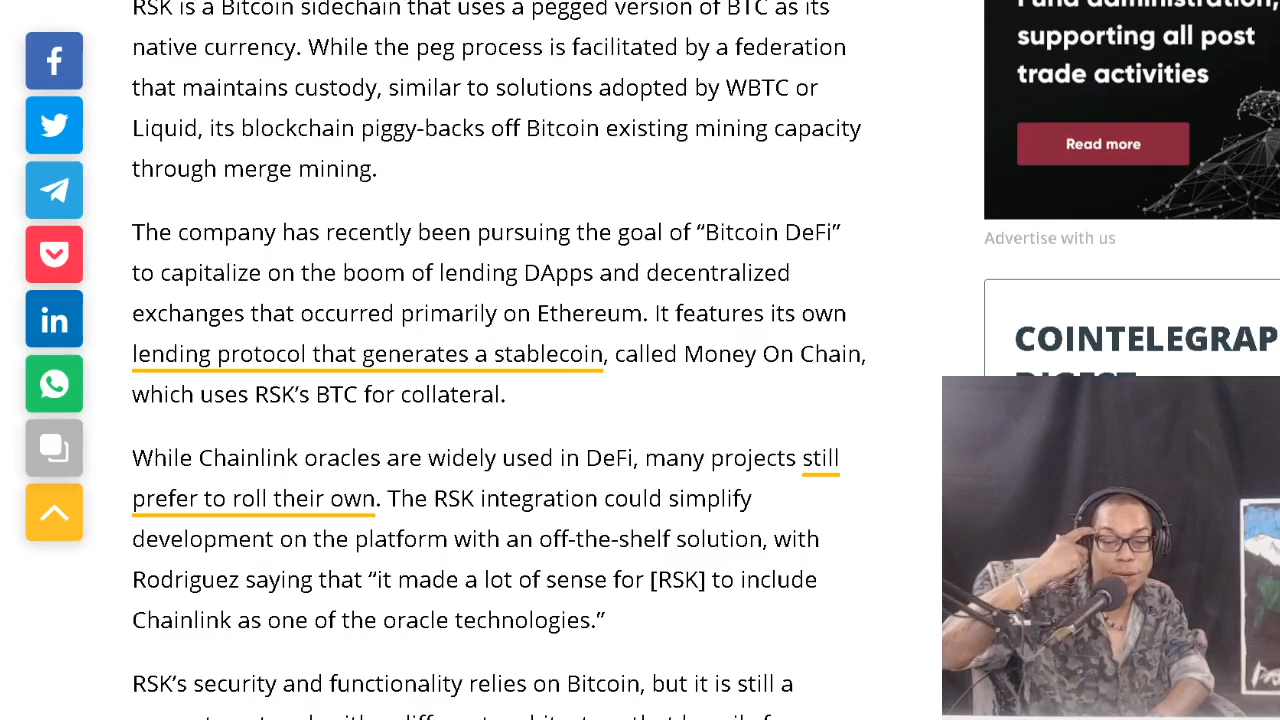 RSK is a Bitcoin sidechain that uses a pegged version of BTC as its
native currency. While the peg process is facilitated by a federation
that maintains custody, similar to solutions adopted by WBTC or
Liquid, its blockchain piggy-backs off Bitcoin existing mining capacity
through merge mining.
The company has recently been pursuing the goal of “Bitcoin DeFi”
to capitalize on the boom of lending DApps and decentralized
exchanges that occurred primarily on Ethereum. It features its own
lending protocol that generates a stablecoin, called Money On Chain,
which uses RSK’s BTC for collateral.
While Chainlink oracles are widely used in DeFi, many projects still
prefer to roll their own. The RSK integration could simplify
development on the platform with an off-the-shelf solution, with
Rodriguez saying that “it made a lot of sense for [RSK] to include
Chainlink as one of the oracle technologies.”
RSK’s security and functionality relies on Bitcoin, but it is still a
Fund administration,
supporting all post
trade activities
Read more
Advertise with us
COINTELEGRAP